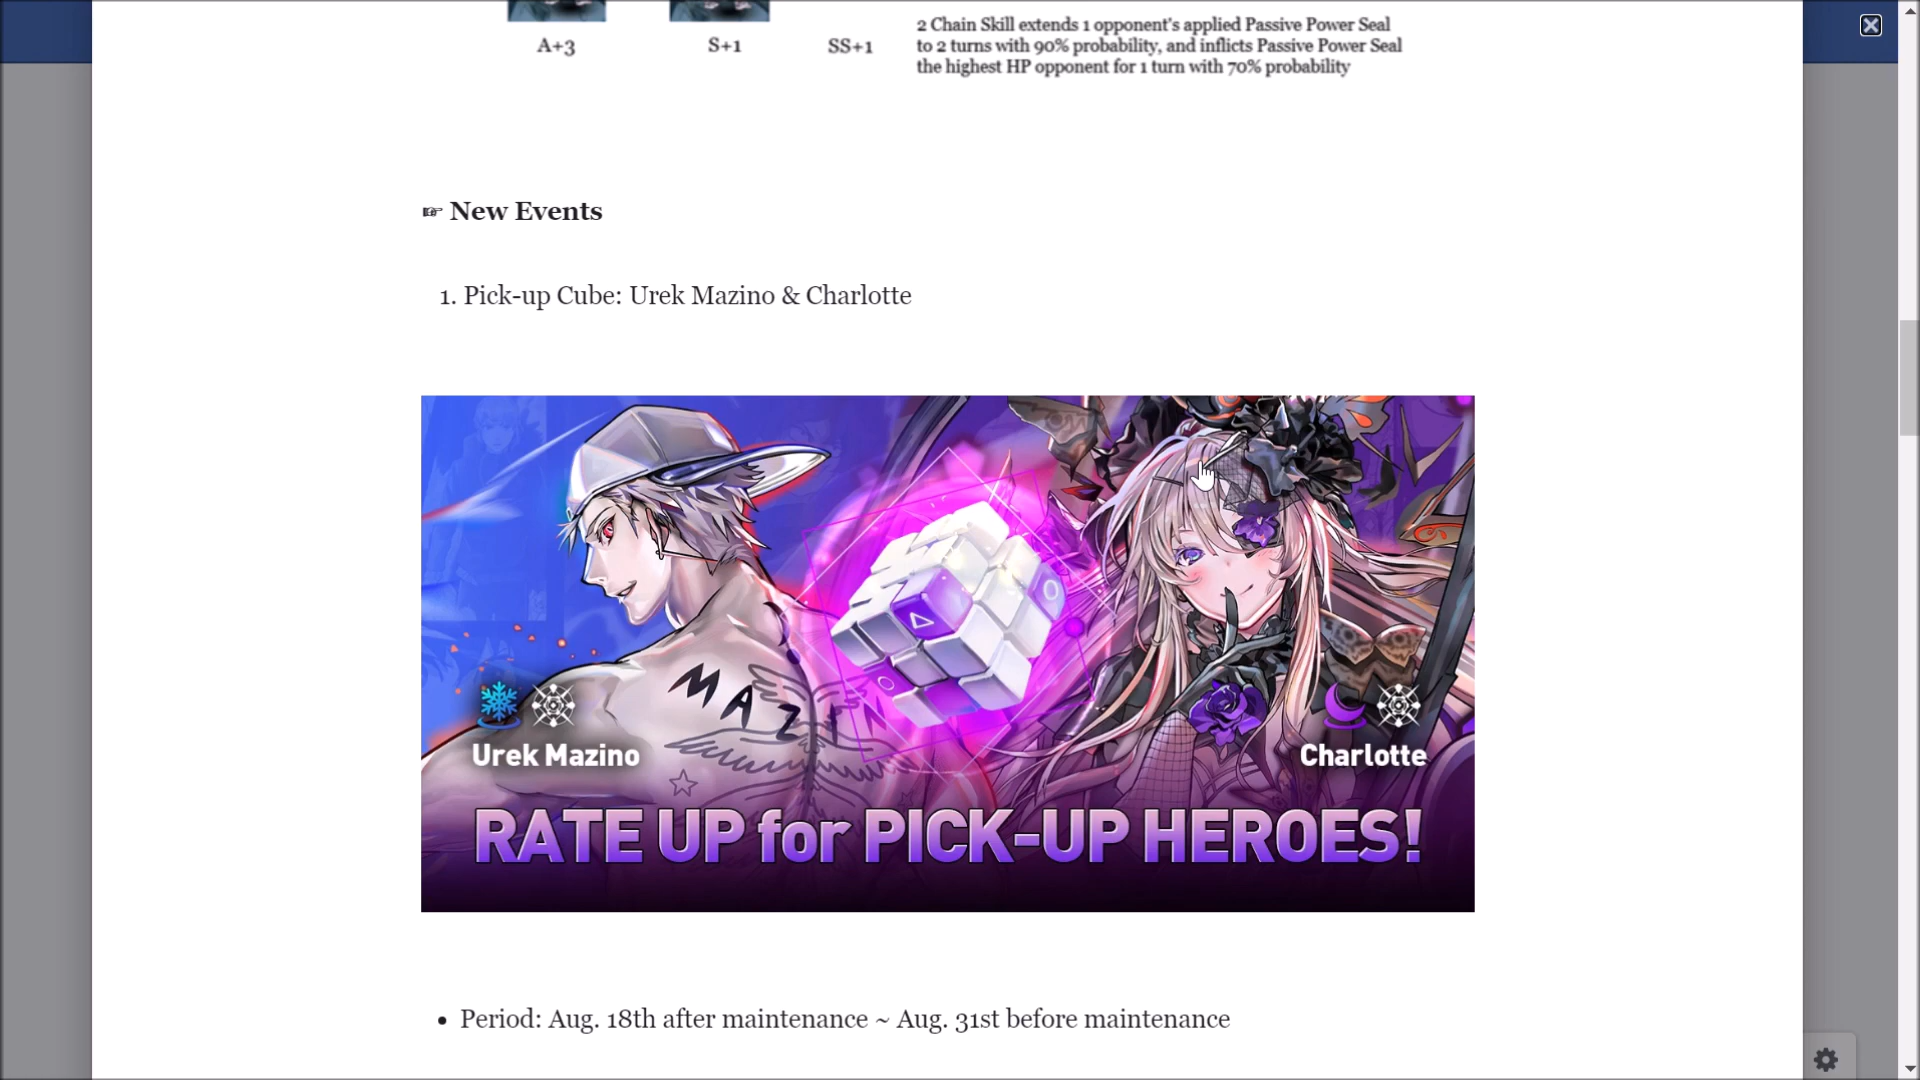 2 Chain Skill extends 1 opponent's applied Passive Power Seal
A+3 S+1 SS+1 to 2 turns with 90% probability, and inflicts Passive Power Seal
the highest HP opponent for 1 turn with 70% probability
☞ New Events
1. Pick-up Cube: Urek Mazino & Charlotte
MAZIN
Urek Mazino
Charlotte
RATE UP for PICK-UP HEROES!
• Period: Aug. 18th after maintenance ~ Aug. 31st before maintenance